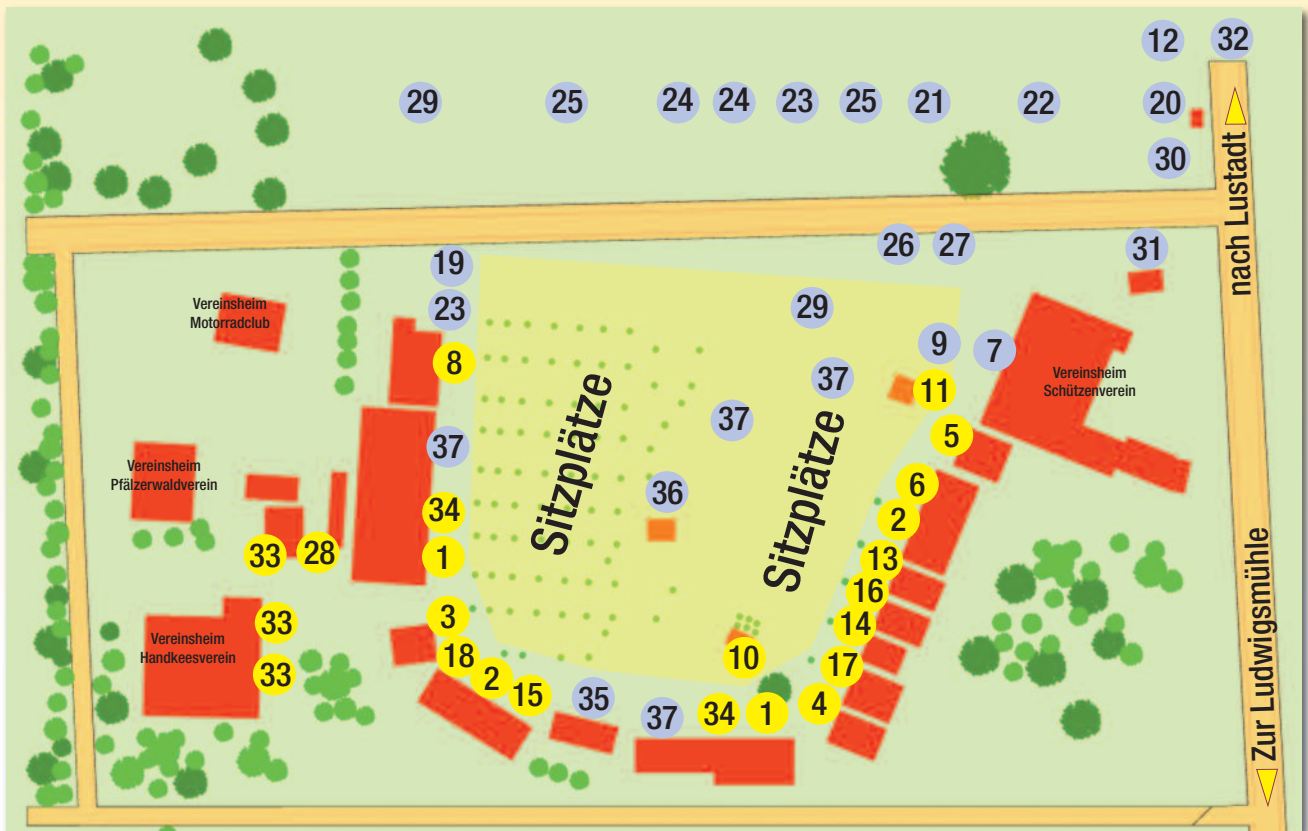 12 32
29 25 24 24 23 25 21 22 20
30
nach Lustadt
26 27
19
31
23
29
Vereinsheim
Motorradclub
8
9 7
11
37
Vereinsheim
Schützenverein
37
5
37
Sitzplätze
Sitzplätze
Vereinsheim
Pfälzerwaldverein
6
36
34
2
33 28
1
13
16
3
33
14
Vereinsheim
Handkeesverein
18
10
17
33
2
15
35
37
34
1
4
Zur Ludwigsmühle